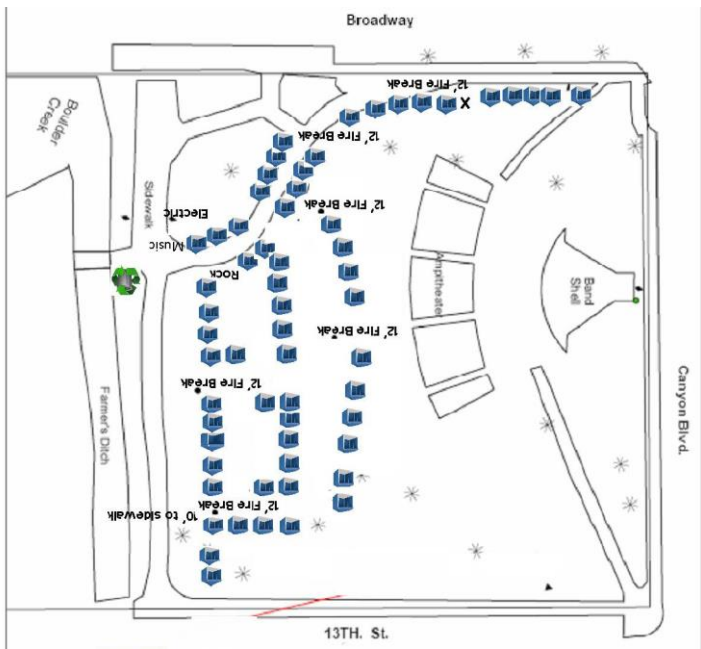 Broadway
12' Fire Break
X
12' Fire Break
Boulder
Creek
Sidewalk
Electric
12' Fire Break
Music
Rock
Ampitheater
Band
Shell
12' Fire Break
12' Fire Break
Canyon Blvd.
Farmer's Ditch
12' Fire Break
10' to sidewalk
13TH. St.